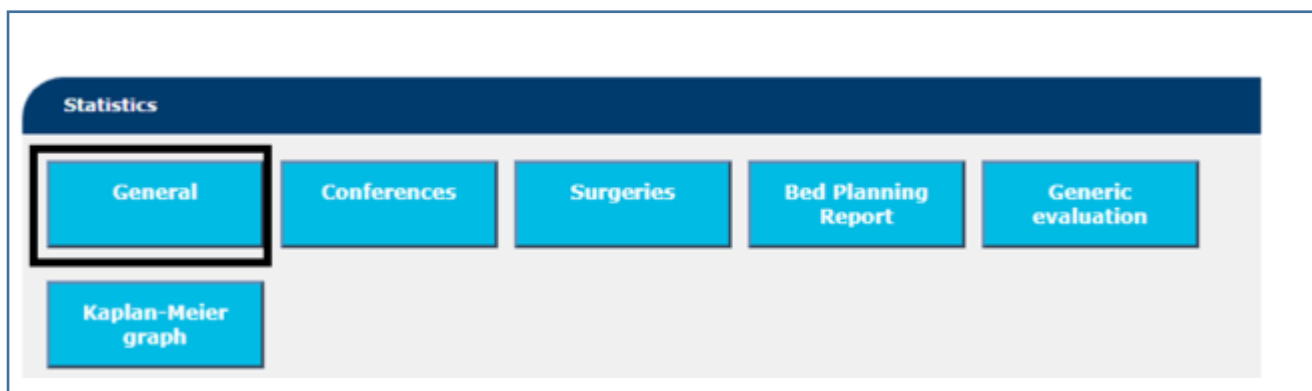 Statistics
General
Conferences
Surgeries
Bed Planning
Report
Generic
evaluation
Kaplan-Meier
graph